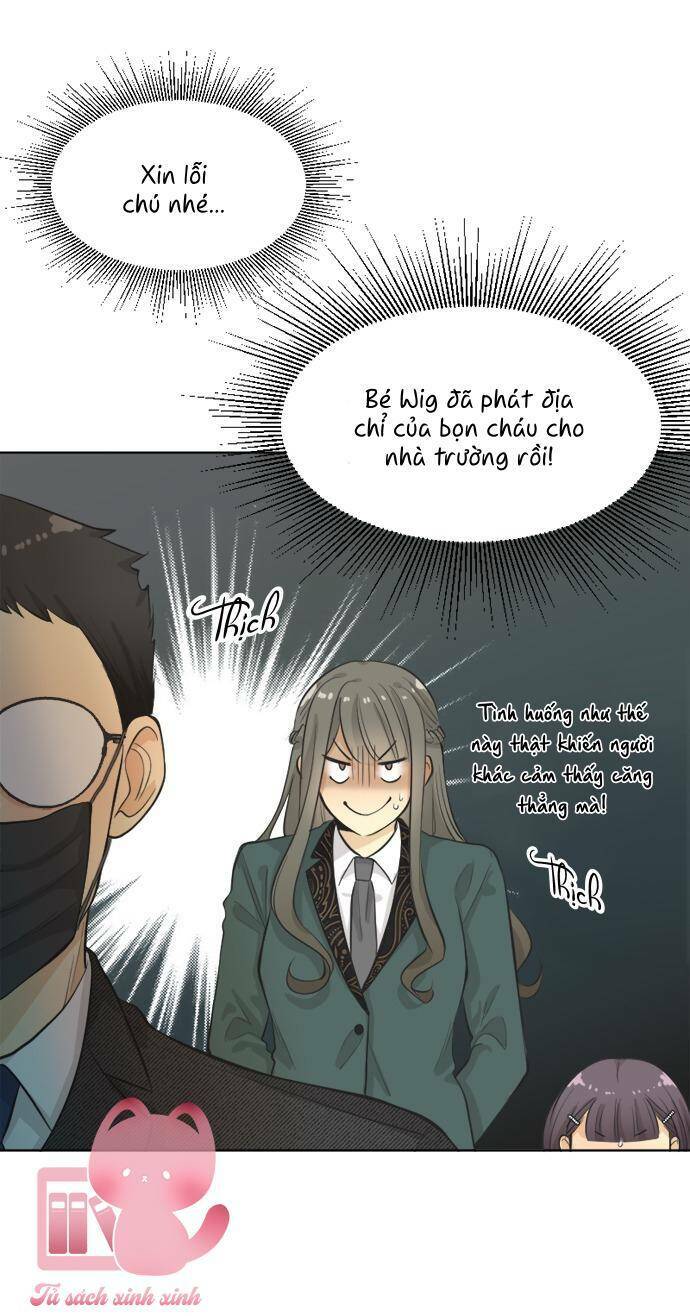 Xin lỗi
chú nhé...
Bé Wig đã phát địa
chỉ của bọn cháu cho
nhà trường rồi!
Thịch
Tình huống như thế
này thật khiến người
khác cảm thấy căng
thẳng mà!
Thịch
Tủ sách xinh xinh